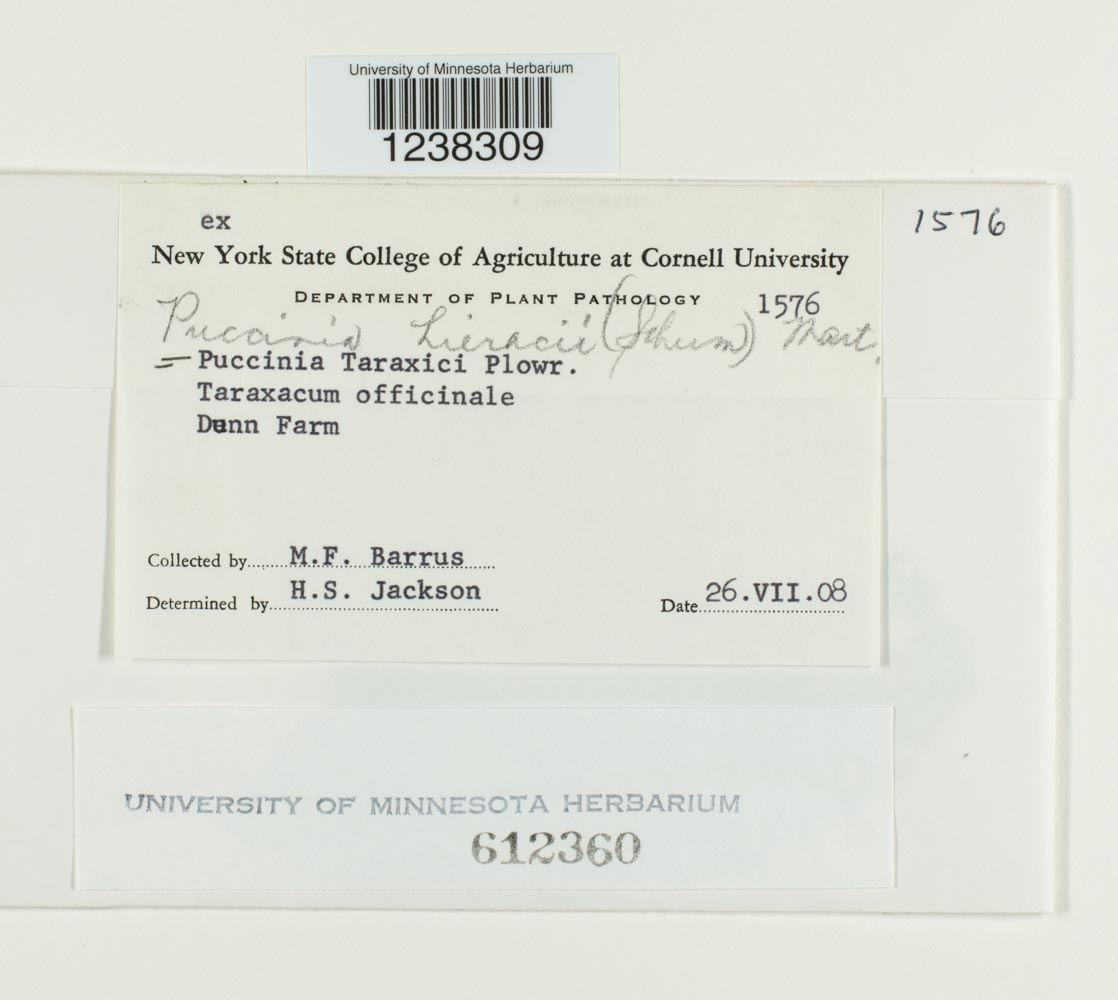 University of Minnesota Herbarium
1238309
1576
ex
New York State College of Agriculture at Cornell University
DEPARTMENT OF PLANT PATHOLOGY 1576
Puccinia hieracii (Schum) Mart.
= Puccinia Taraxici Plowr.
Taraxacum officinale
Dunn Farm
Collected by M.F. Barrus
Determined by H.S. Jackson
Date 26.VII.08
UNIVERSITY OF MINNESOTA HERBARIUM
612360